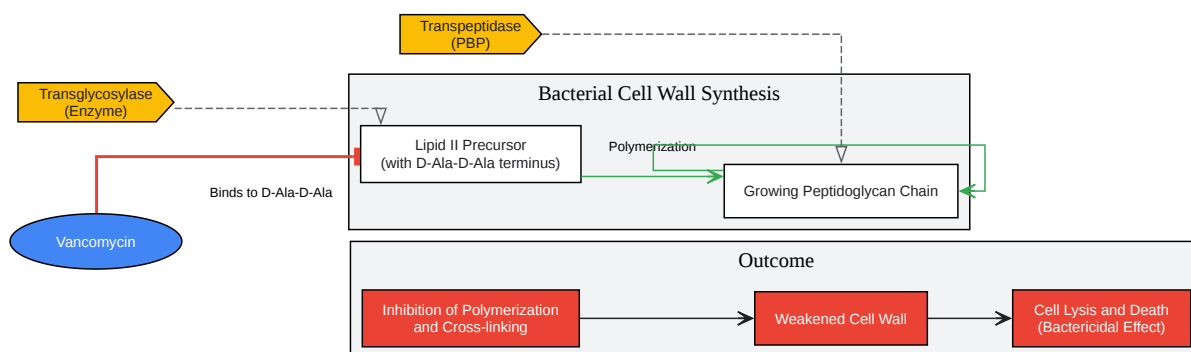 Transpeptidase
(PBP)
Transglycosylase
(Enzyme)
Bacterial Cell Wall Synthesis
Lipid II Precursor
(with D-Ala-D-Ala terminus)
Polymerization
Growing Peptidoglycan Chain
Binds to D-Ala-D-Ala
Vancomycin
Outcome
Inhibition of Polymerization
and Cross-linking
Weakened Cell Wall
Cell Lysis and Death
(Bactericidal Effect)